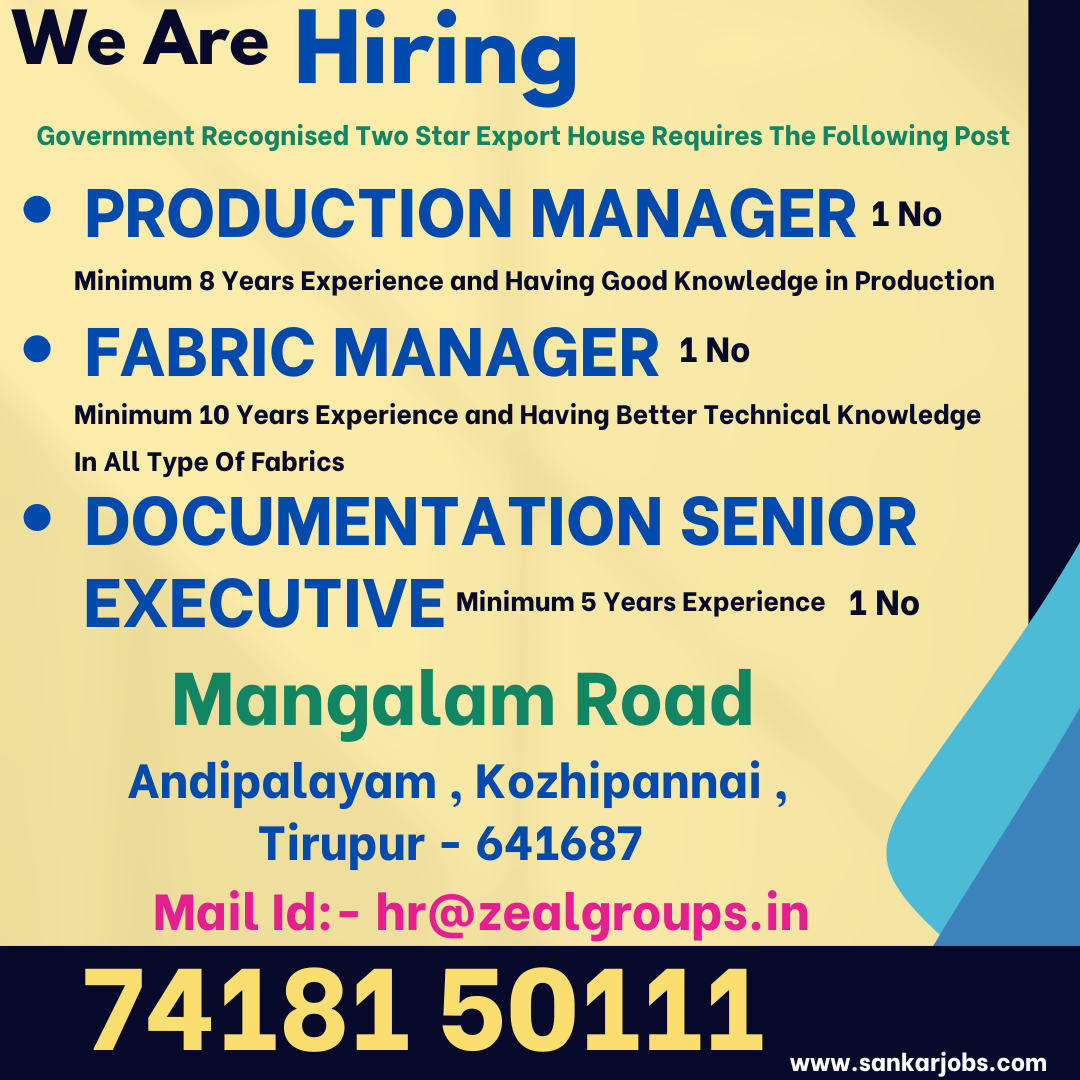 We Are Hiring
Government Recognised Two Star Export House Requires The Following Post
• PRODUCTION MANAGER 1 No
Minimum 8 Years Experience and Having Good Knowledge in Production
• FABRIC MANAGER 1 No
Minimum 10 Years Experience and Having Better Technical Knowledge
In All Type Of Fabrics
• DOCUMENTATION SENIOR
EXECUTIVE Minimum 5 Years Experience 1 No
Mangalam Road
Andipalayam , Kozhipannai ,
Tirupur - 641687
Mail Id:- hr@zealgroups.in
74181 50111
www.sankarjobs.com